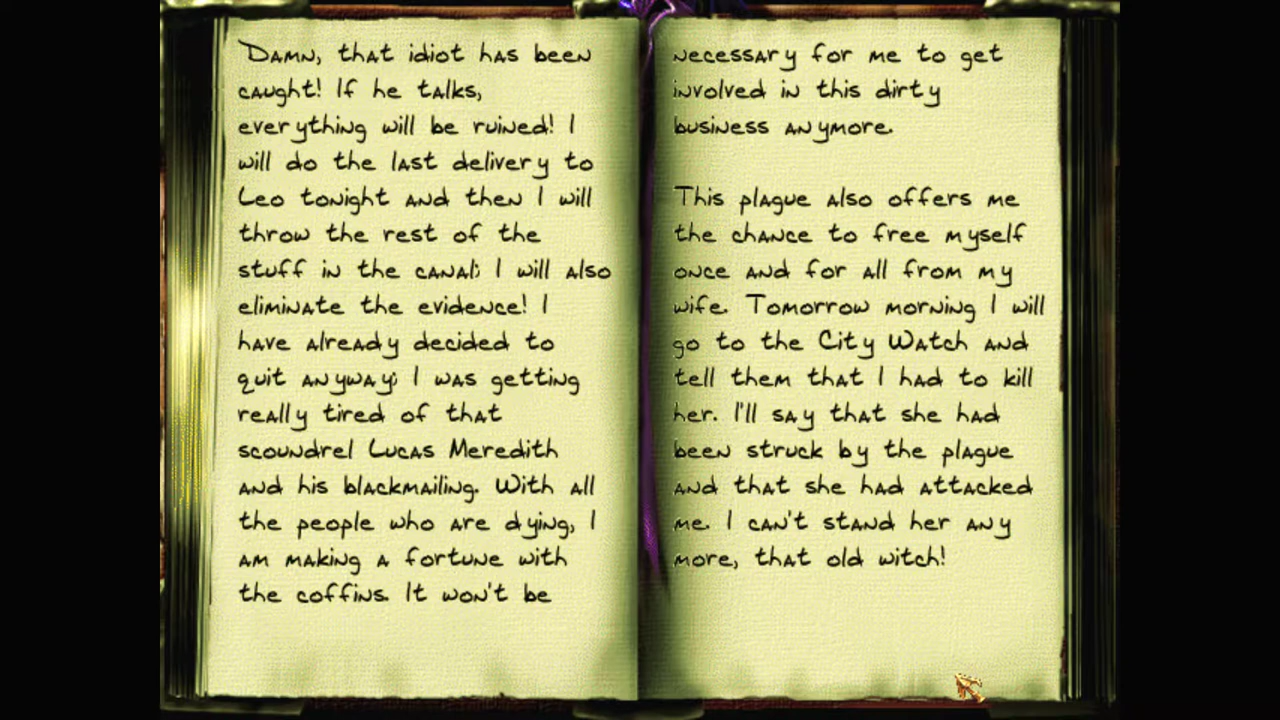 Damn, that idiot has been
caught! If he talks,
everything will be ruined! I
will do the last delivery to
Leo tonight and then I will
throw the rest of the
stuff in the canal; I will also
eliminate the evidence! I
have already decided to
quit anyway; I was getting
really tired of that
scoundrel Lucas Meredith
and his blackmailing. With all
the people who are dying, I
am making a fortune with
the coffins. It won't be
necessary for me to get
involved in this dirty
business anymore.
This plague also offers me
the chance to free myself
once and for all from my
wife. Tomorrow morning I will
go to the City Watch and
tell them that I had to kill
her. I'll say that she had
been struck by the plague
and that she had attacked
me. I can't stand her any
more, that old witch!